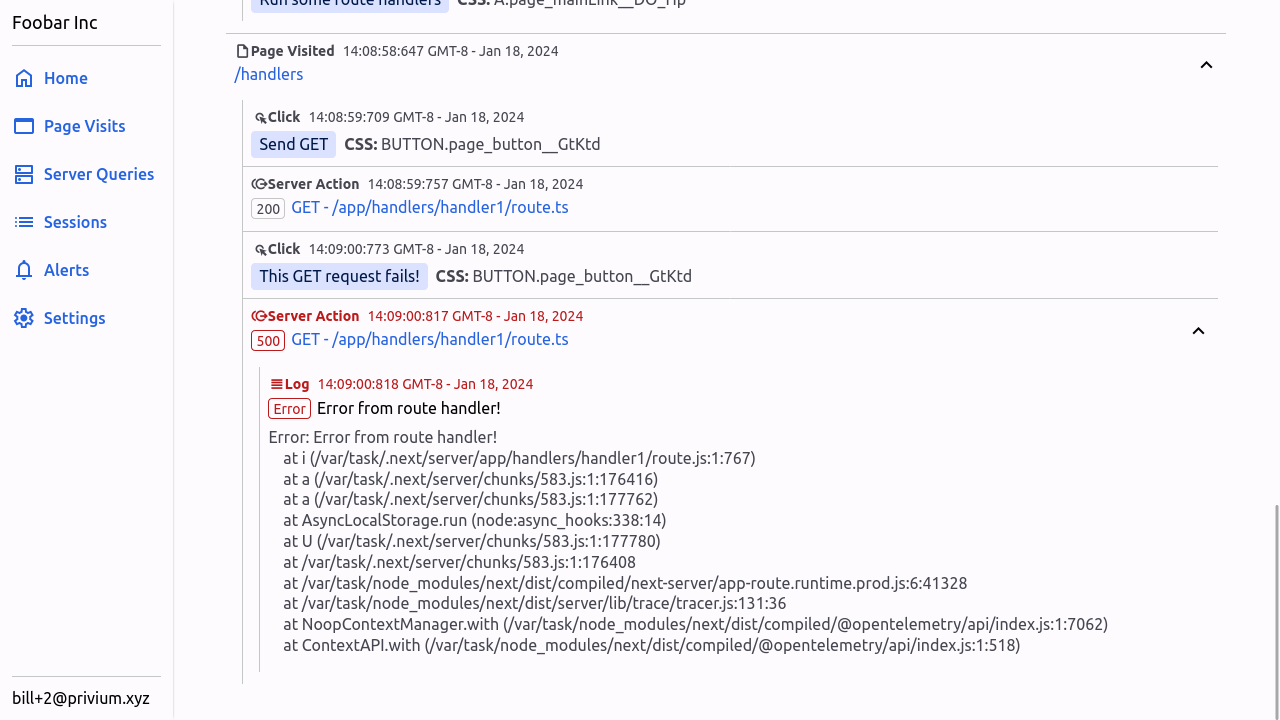 Foobar Inc
Home
Page Visits
Server Queries
Sessions
Alerts
Settings
bill+2@privium.xyz
Run some route handlers CSS: A.page_mainLink__DO_Hp
Page Visited 14:08:58:647 GMT-8 - Jan 18, 2024
/handlers
Click 14:08:59:709 GMT-8 - Jan 18, 2024
Send GET CSS: BUTTON.page_button__GtKtd
Server Action 14:08:59:757 GMT-8 - Jan 18, 2024
200 GET - /app/handlers/handler1/route.ts
Click 14:09:00:773 GMT-8 - Jan 18, 2024
This GET request fails! CSS: BUTTON.page_button__GtKtd
Server Action 14:09:00:817 GMT-8 - Jan 18, 2024
500 GET - /app/handlers/handler1/route.ts
Log 14:09:00:818 GMT-8 - Jan 18, 2024
Error Error from route handler!
Error: Error from route handler!
at i (/var/task/.next/server/app/handlers/handler1/route.js:1:767)
at a (/var/task/.next/server/chunks/583.js:1:176416)
at a (/var/task/.next/server/chunks/583.js:1:177762)
at AsyncLocalStorage.run (node:async_hooks:338:14)
at U (/var/task/.next/server/chunks/583.js:1:177780)
at /var/task/.next/server/chunks/583.js:1:176408
at /var/task/node_modules/next/dist/compiled/next-server/app-route.runtime.prod.js:6:41328
at /var/task/node_modules/next/dist/server/lib/trace/tracer.js:131:36
at NoopContextManager.with (/var/task/node_modules/next/dist/compiled/@opentelemetry/api/index.js:1:7062)
at ContextAPI.with (/var/task/node_modules/next/dist/compiled/@opentelemetry/api/index.js:1:518)